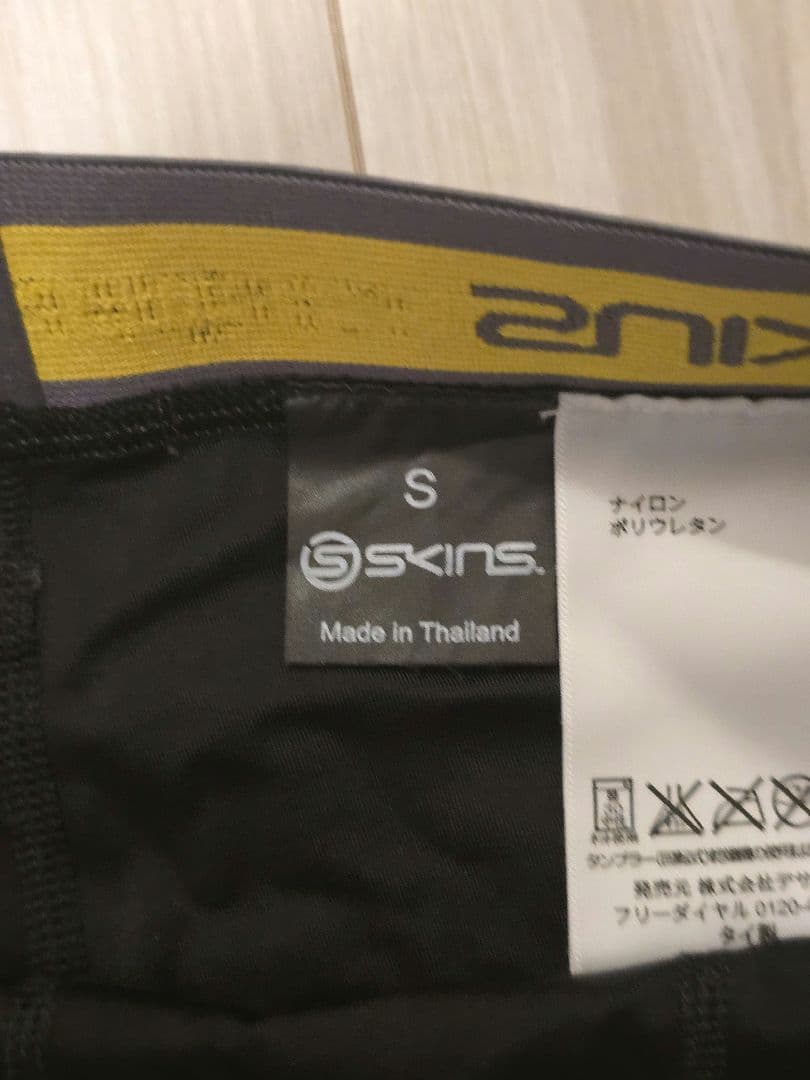 SKINS
S
SKINS™
Made in Thailand
ナイロン
ポリウレタン
発売元 株式会社デサ
フリーダイヤル 0120-
タイ製